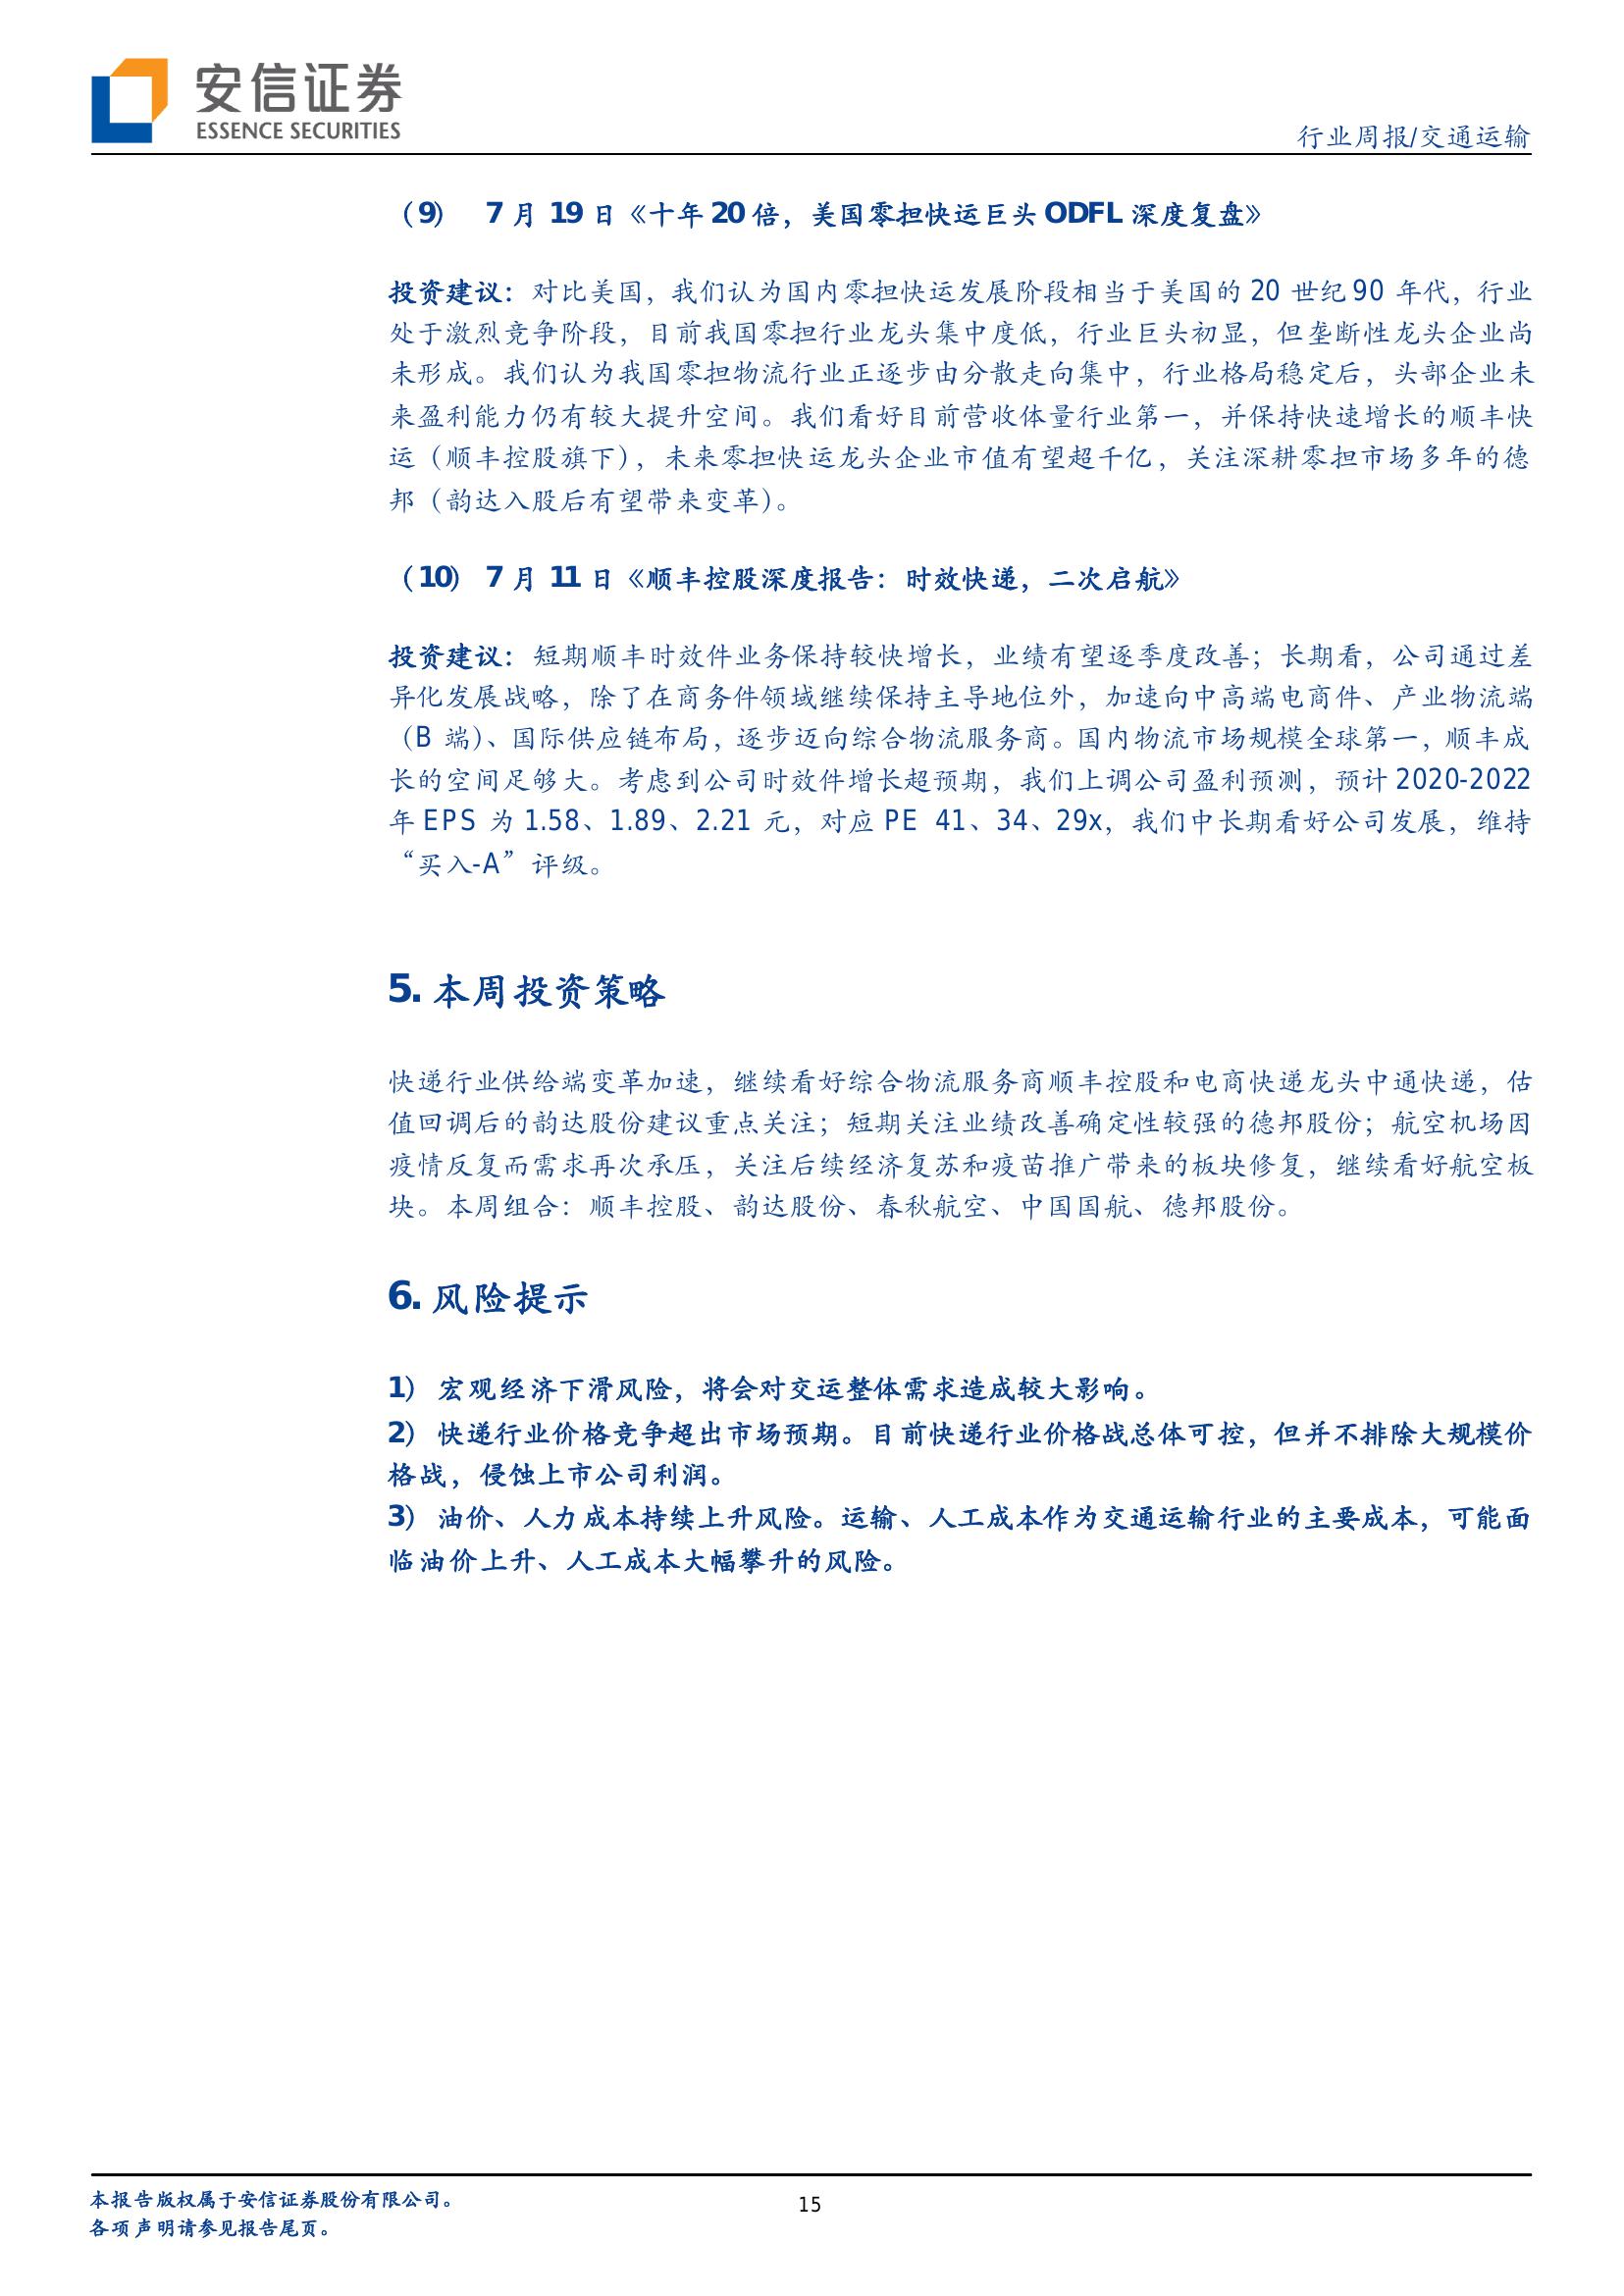 安信证券
ESSENCE SECURITIES
行业周报/交通运输
（9） 7 月 19 日《十年 20 倍，美国零担快运巨头 ODFL 深度复盘》
投资建议：对比美国，我们认为国内零担快运发展阶段相当于美国的 20 世纪 90 年代，行业
处于激烈竞争阶段，目前我国零担行业龙头集中度低，行业巨头初显，但垄断性龙头企业尚
未形成。我们认为我国零担物流行业正逐步由分散走向集中，行业格局稳定后，头部企业未
来盈利能力仍有较大提升空间。我们看好目前营收体量行业第一，并保持快速增长的顺丰快
运（顺丰控股旗下），未来零担快运龙头企业市值有望超千亿，关注深耕零担市场多年的德
邦（韵达入股后有望带来变革）。
（10） 7 月 11 日《顺丰控股深度报告：时效快递，二次启航》
投资建议：短期顺丰时效件业务保持较快增长，业绩有望逐季度改善；长期看，公司通过差
异化发展战略，除了在商务件领域继续保持主导地位外，加速向中高端电商件、产业物流端
（B 端）、国际供应链布局，逐步迈向综合物流服务商。国内物流市场规模全球第一，顺丰成
长的空间足够大。考虑到公司时效件增长超预期，我们上调公司盈利预测，预计 2020-2022
年 EPS 为 1.58、1.89、2.21 元，对应 PE 41、34、29x，我们中长期看好公司发展，维持
“买入-A”评级。
5. 本周投资策略
快递行业供给端变革加速，继续看好综合物流服务商顺丰控股和电商快递龙头中通快递，估
值回调后的韵达股份建议重点关注；短期关注业绩改善确定性较强的德邦股份；航空机场因
疫情反复而需求再次承压，关注后续经济复苏和疫苗推广带来的板块修复，继续看好航空板
块。本周组合：顺丰控股、韵达股份、春秋航空、中国国航、德邦股份。
6. 风险提示
1） 宏观经济下滑风险，将会对交运整体需求造成较大影响。
2） 快递行业价格竞争超出市场预期。目前快递行业价格战总体可控，但并不排除大规模价
格战，侵蚀上市公司利润。
3） 油价、人力成本持续上升风险。运输、人工成本作为交通运输行业的主要成本，可能面
临油价上升、人工成本大幅攀升的风险。
本报告版权属于安信证券股份有限公司。
各项声明请参见报告尾页。
15